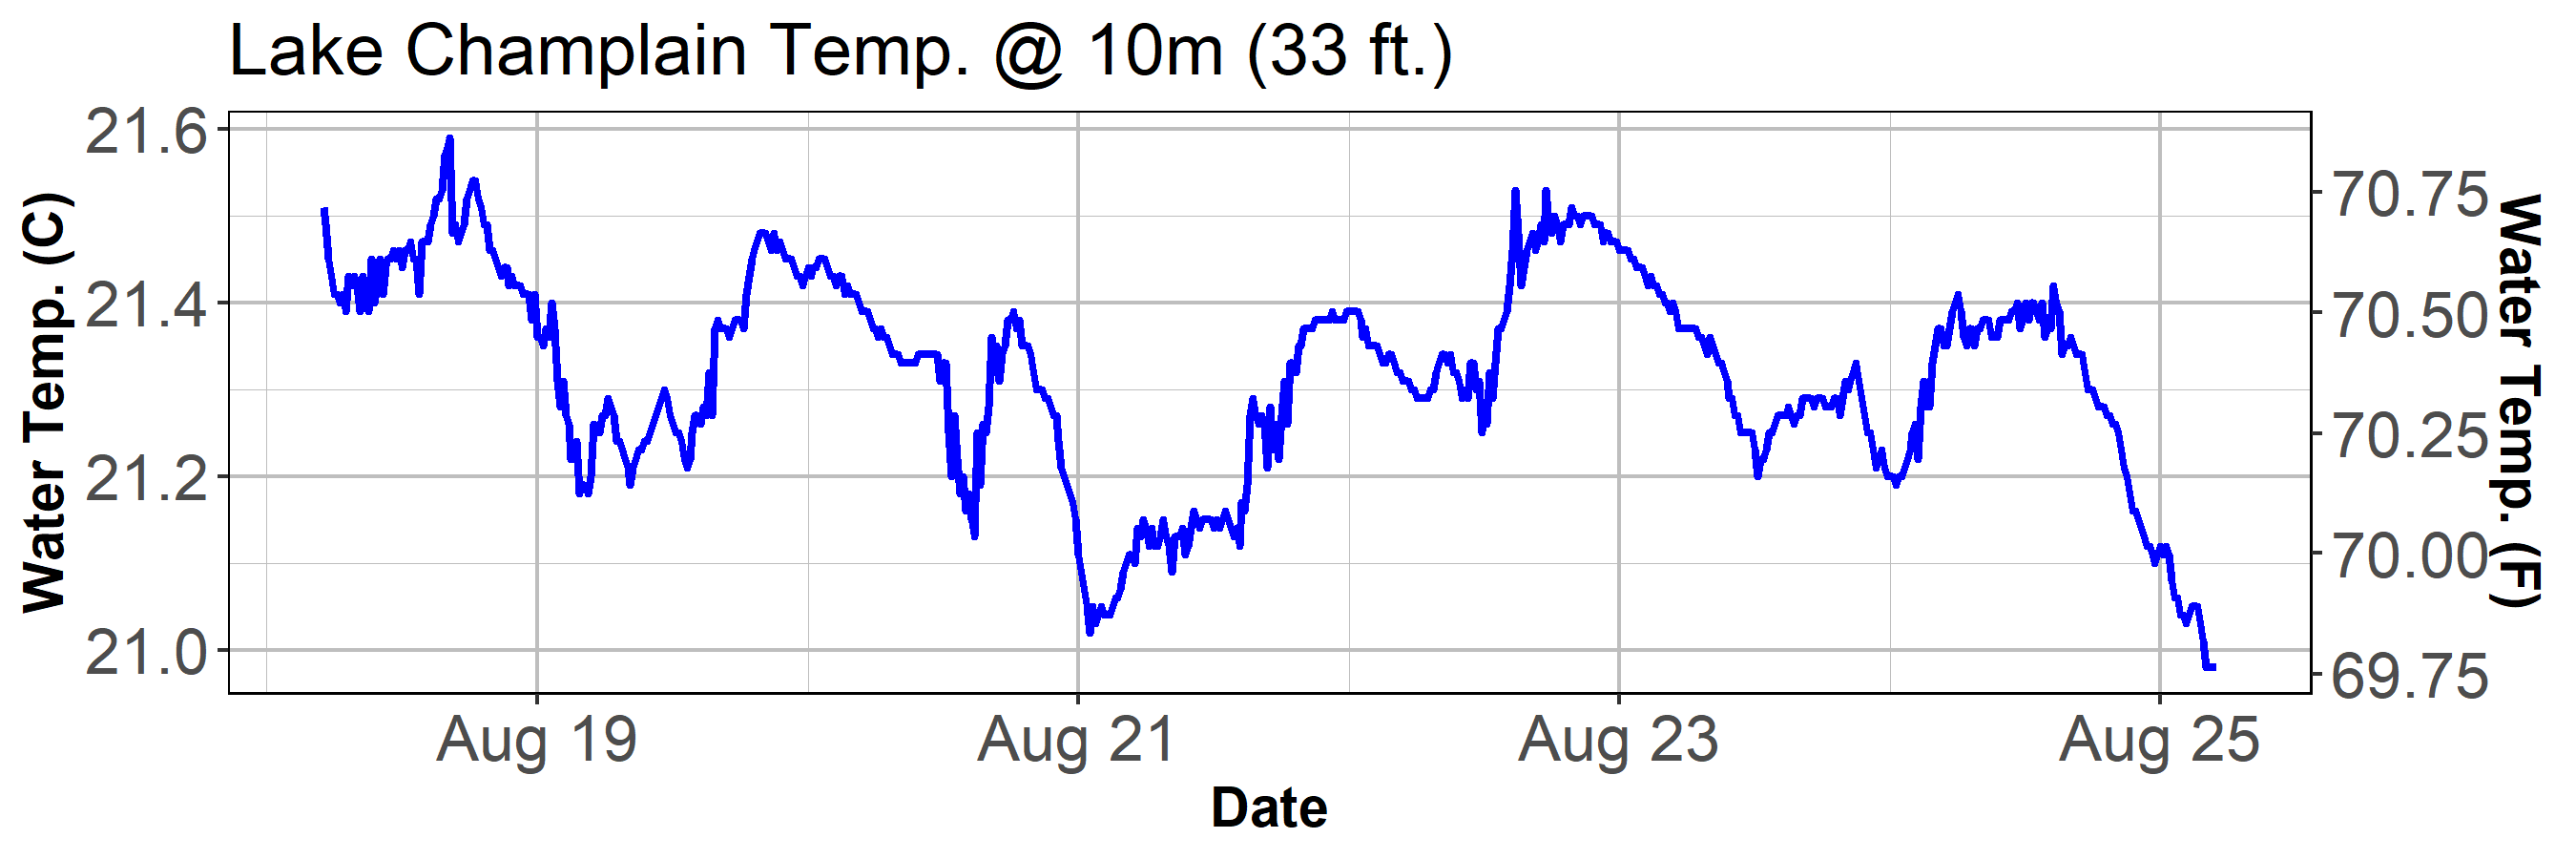 Lake Champlain Temp. @ 10m (33 ft.)
Water Temp. (C)
21.6
21.4
21.2
21.0
70.75
70.50
70.25
70.00
69.75
Water Temp. (F)
Aug 19 Aug 21 Aug 23 Aug 25
Date